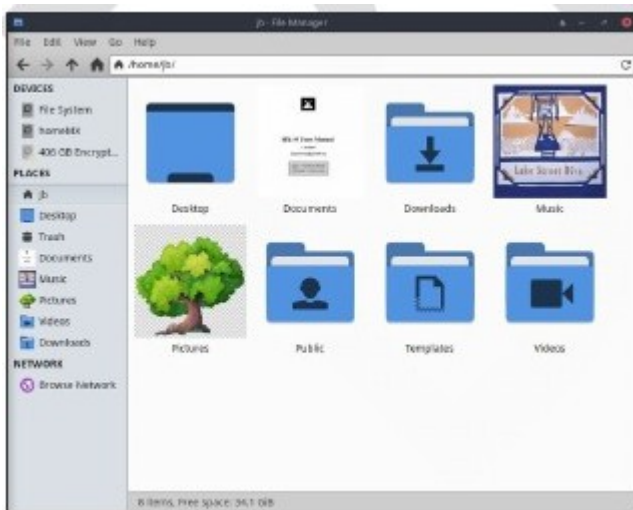 jb - File Manager
File Edit View Go Help
/home/jb/
DEVICES
File System
homeMX
406 GB Encrypt...
PLACES
jb
Desktop
Trash
Documents
Music
Pictures
Videos
Downloads
NETWORK
Browse Network
Desktop Documents Downloads Music
Lake Street Dive
Pictures Public Templates Videos
8 items, Free space: 34.1 GiB